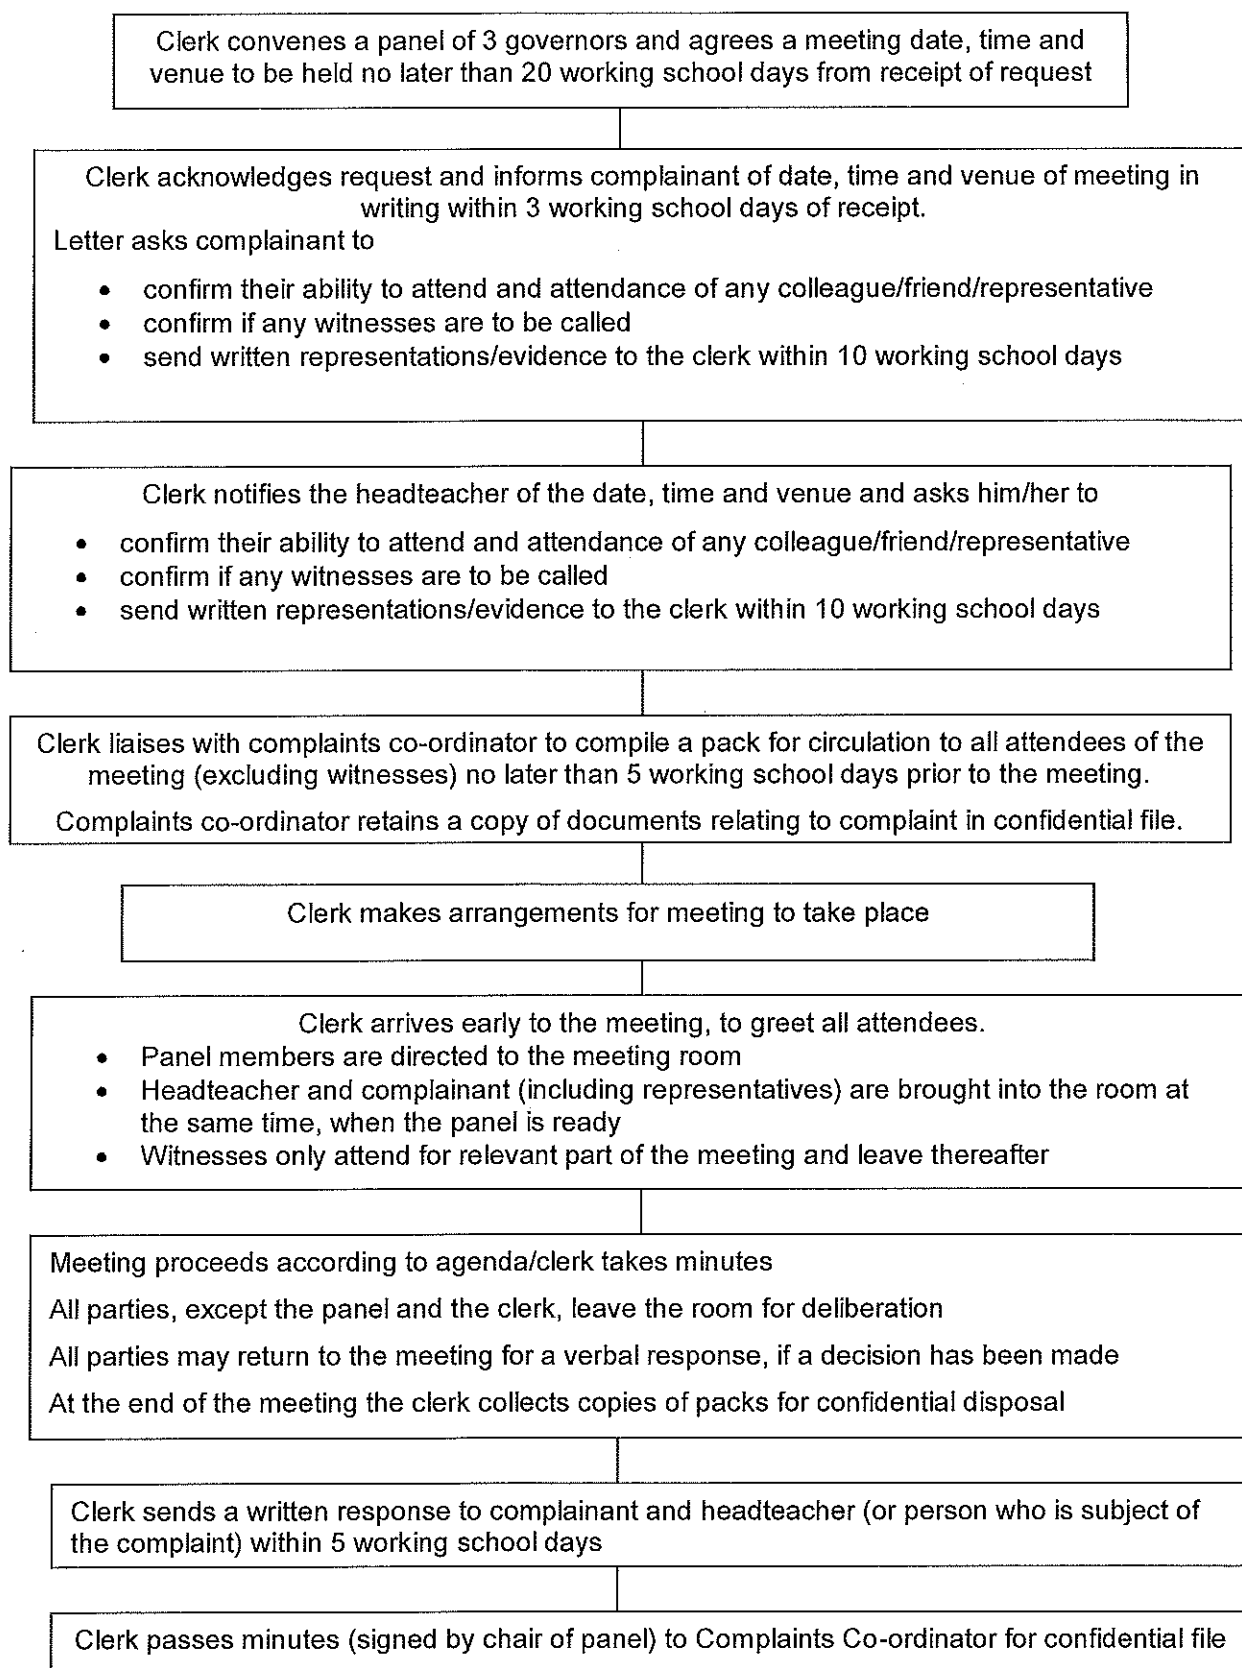 Clerk convenes a panel of 3 governors and agrees a meeting date, time and
venue to be held no later than 20 working school days from receipt of request
Clerk acknowledges request and informs complainant of date, time and venue of meeting in
writing within 3 working school days of receipt.
Letter asks complainant to
• confirm their ability to attend and attendance of any colleague/friend/representative
• confirm if any witnesses are to be called
• send written representations/evidence to the clerk within 10 working school days
Clerk notifies the headteacher of the date, time and venue and asks him/her to
• confirm their ability to attend and attendance of any colleague/friend/representative
• confirm if any witnesses are to be called
• send written representations/evidence to the clerk within 10 working school days
Clerk liaises with complaints co-ordinator to compile a pack for circulation to all attendees of the
meeting (excluding witnesses) no later than 5 working school days prior to the meeting.
Complaints co-ordinator retains a copy of documents relating to complaint in confidential file.
Clerk makes arrangements for meeting to take place
Clerk arrives early to the meeting, to greet all attendees.
• Panel members are directed to the meeting room
• Headteacher and complainant (including representatives) are brought into the room at
the same time, when the panel is ready
• Witnesses only attend for relevant part of the meeting and leave thereafter
Meeting proceeds according to agenda/clerk takes minutes
All parties, except the panel and the clerk, leave the room for deliberation
All parties may return to the meeting for a verbal response, if a decision has been made
At the end of the meeting the clerk collects copies of packs for confidential disposal
Clerk sends a written response to complainant and headteacher (or person who is subject of
the complaint) within 5 working school days
Clerk passes minutes (signed by chair of panel) to Complaints Co-ordinator for confidential file